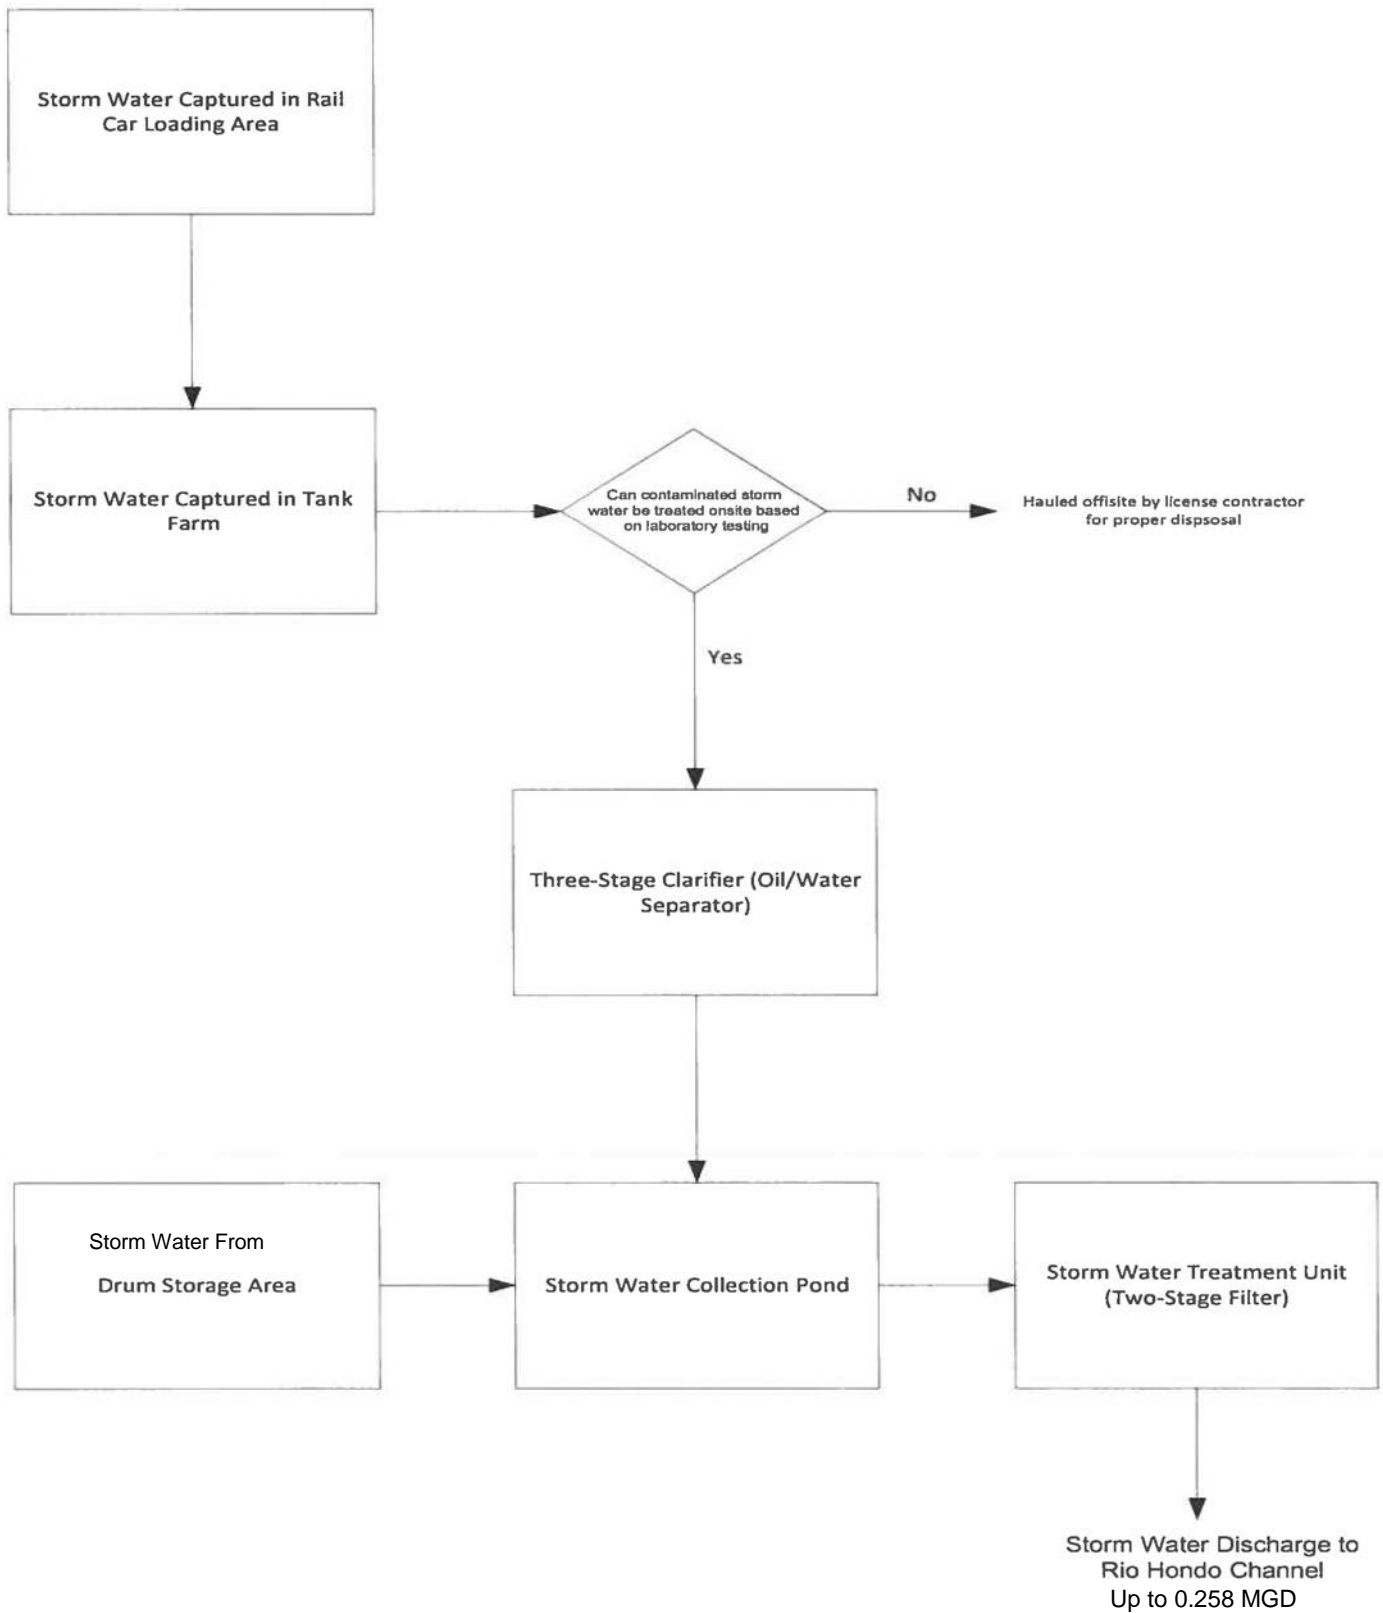 Storm Water Captured in Rail
Car Loading Area
Storm Water Captured in Tank
Farm
Can contaminated storm
water be treated onsite based
on laboratory testing
No
Hauled offisite by license contractor
for proper dispsosal
Yes
Three-Stage Clarifier (Oil/Water
Separator)
Storm Water From
Drum Storage Area
Storm Water Collection Pond
Storm Water Treatment Unit
(Two-Stage Filter)
Storm Water Discharge to
Rio Hondo Channel
Up to 0.258 MGD